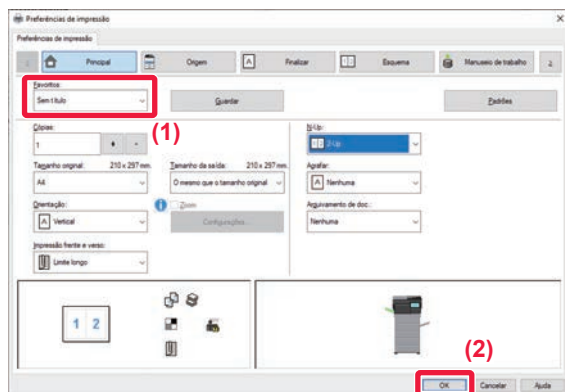 Preferências de impressão
Preferências de impressão
Principal
Origem
Finalizar
Esquema
Manuseio de trabalho
Favoritos:
Sem título
Guardar
Padrões
(1)
Cópias:
1
+
-
N-Up:
2-Up
Tamanho original:
210 x 297 mm.
Tamanho da saída:
210 x 297 mm.
Agrafar:
A4
O mesmo que o tamanho original
Nenhuma
Orientação:
Zoom
Arquivamento de doc.:
Vertical
Configurações...
Nenhuma
Impressão frente e verso:
Limite longo
1 2
(2)
OK
Cancelar
Ajuda